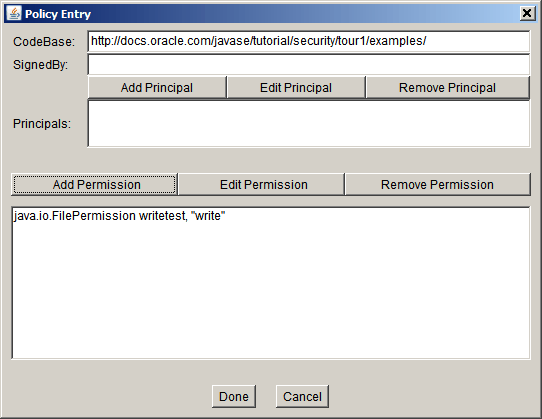 Policy Entry
CodeBase: http://docs.oracle.com/javase/tutorial/security/tour1/examples/
SignedBy:
Add Principal Edit Principal Remove Principal
Principals:
Add Permission Edit Permission Remove Permission
java.io.FilePermission writetest, "write"
Done Cancel